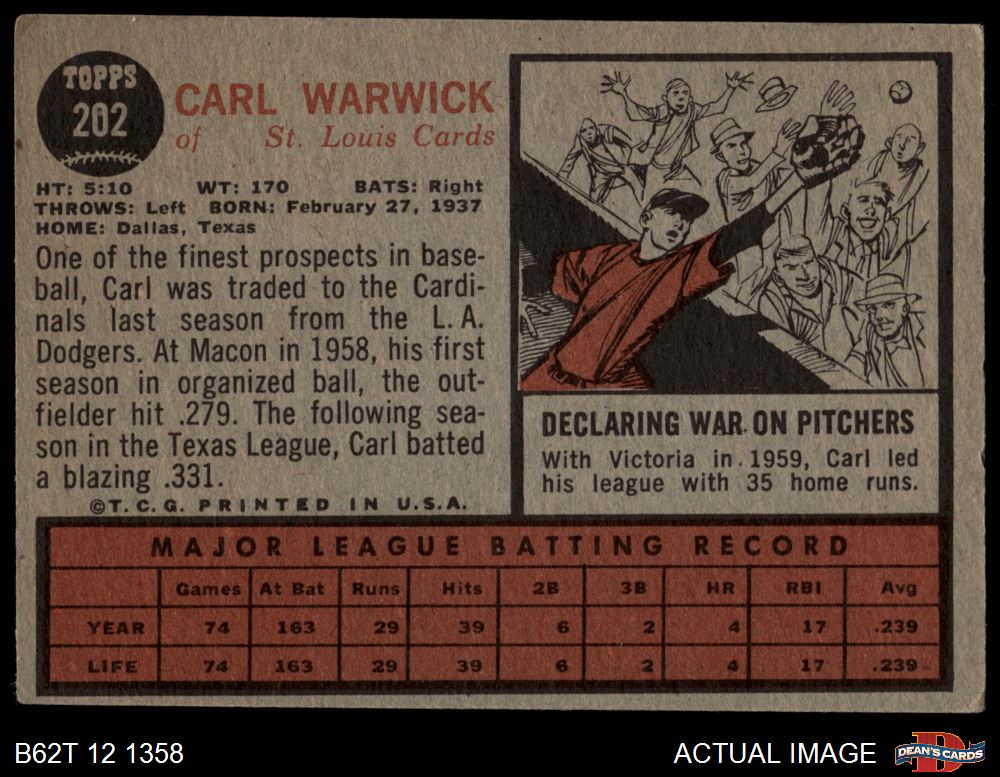 TOPPS
202
CARL WARWICK
of St. Louis Cards
HT: 5:10 WT: 170 BATS: Right
THROWS: Left BORN: February 27, 1937
HOME: Dallas, Texas
One of the finest prospects in base-
ball, Carl was traded to the Cardi-
nals last season from the L.A.
Dodgers. At Macon in 1958, his first
season in organized ball, the out-
fielder hit .279. The following sea-
son in the Texas League, Carl batted
a blazing .331.
©T.C.G. PRINTED IN U.S.A.
DECLARING WAR ON PITCHERS
With Victoria in 1959, Carl led
his league with 35 home runs.
MAJOR LEAGUE BATTING RECORD
Games At Bat Runs Hits 2B 3B HR RBI Avg
YEAR 74 163 29 39 6 2 4 17 .239
LIFE 74 163 29 39 6 2 4 17 .239
B62T 12 1358
ACTUAL IMAGE
D
DEAN'S CARDS